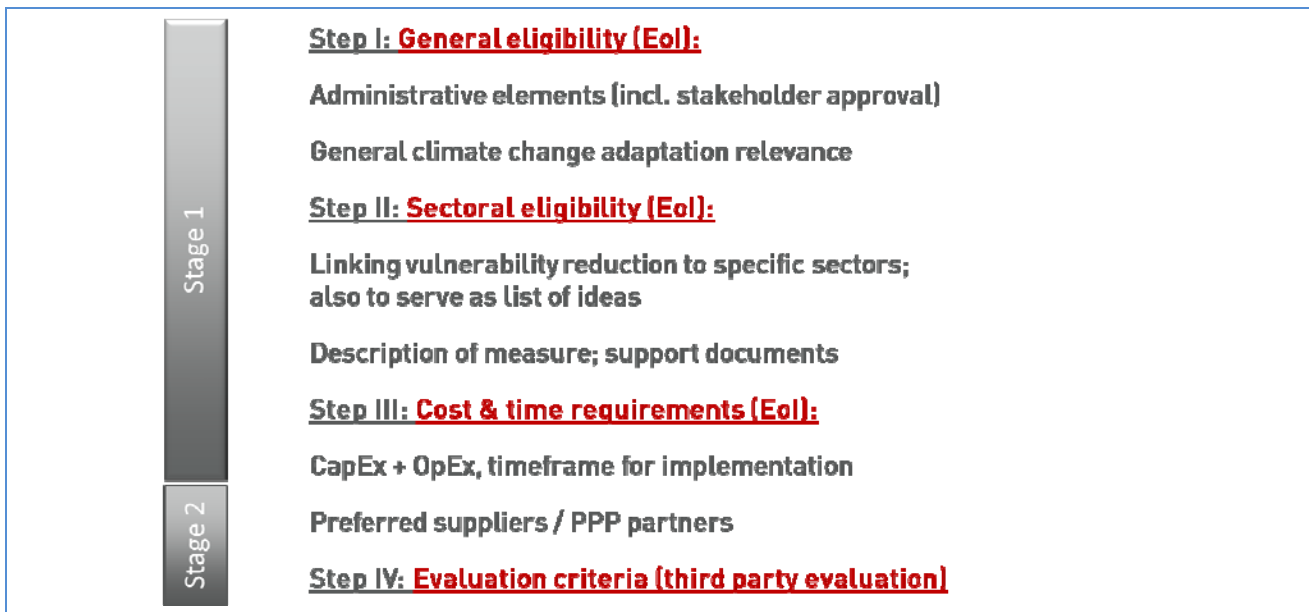 Step I: General eligibility (EoI):
Administrative elements (incl. stakeholder approval)
General climate change adaptation relevance
Step II: Sectoral eligibility (EoI):
Linking vulnerability reduction to specific sectors;
also to serve as list of ideas
Description of measure; support documents
Step III: Cost & time requirements (EoI):
CapEx + OpEx, timeframe for implementation
Preferred suppliers / PPP partners
Step IV: Evaluation criteria (third party evaluation)
Stage 1
Stage 2